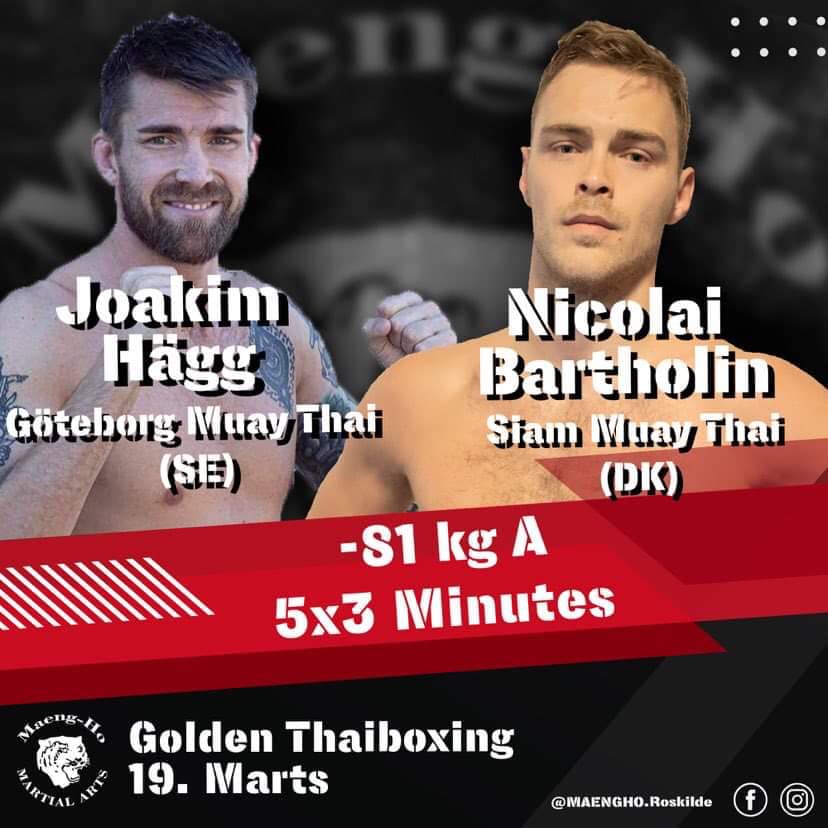 Joakim
Hägg
Göteborg Muay Thai
(SE)
Nicolai
Bartholin
Siam Muay Thai
(DK)
-81 kg A
5x3 Minutes
Maeng-Ho
MARTIAL ARTS
Golden Thaiboxing
19. Marts
@MAENGHO.Roskilde